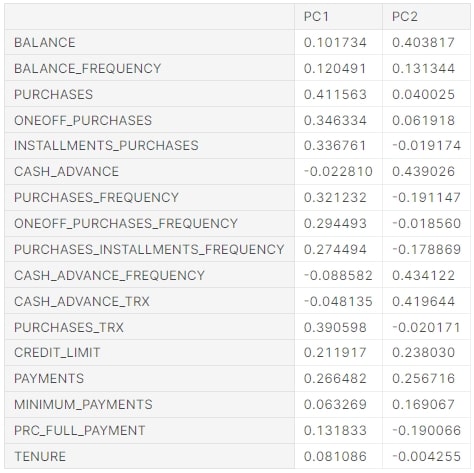 PC1 PC2
BALANCE 0.101734 0.403817
BALANCE_FREQUENCY 0.120491 0.131344
PURCHASES 0.411563 0.040025
ONEOFF_PURCHASES 0.346334 0.061918
INSTALLMENTS_PURCHASES 0.336761 -0.019174
CASH_ADVANCE -0.022810 0.439026
PURCHASES_FREQUENCY 0.321232 -0.191147
ONEOFF_PURCHASES_FREQUENCY 0.294493 -0.018560
PURCHASES_INSTALLMENTS_FREQUENCY 0.274494 -0.178869
CASH_ADVANCE_FREQUENCY -0.088582 0.434122
CASH_ADVANCE_TRX -0.048135 0.419644
PURCHASES_TRX 0.390598 -0.020171
CREDIT_LIMIT 0.211917 0.238030
PAYMENTS 0.266482 0.256716
MINIMUM_PAYMENTS 0.063269 0.169067
PRC_FULL_PAYMENT 0.131833 -0.190066
TENURE 0.081086 -0.004255